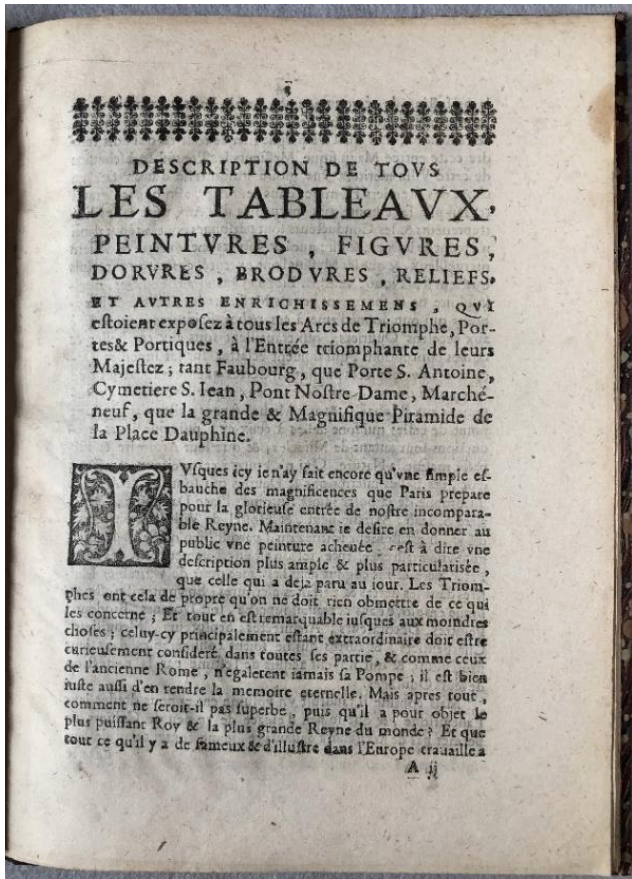 3
DESCRIPTION DE TOVS
LES TABLEAVX,
PEINTVRES, FIGVRES,
DORVRES, BRODVRES, RELIEFS,
ET AVTRES ENRICHISSEMENS, QVI
eſtoient expoſez à tous les Arcs de Triomphe, Por-
tes & Portiques, à l'Entrée triomphante de leurs
Majeſtez; tant Faubourg, que Porte S. Antoine,
Cymetiere S. Iean, Pont Noſtre-Dame, Marché-
neuf, que la grande & Magnifique Piramide de
la Place Dauphine.
IVſques icy ie n'ay fait encore qu'vne ſimple eſ-
bauche des magnificences que Paris prepare
pour la glorieuſe entrée de noſtre incompara-
ble Reyne. Maintenant ie deſire en donner au
public vne peinture acheuée, c'eſt à dire vne
deſcription plus ample & plus particulariſée,
que celle qui a deja paru au iour. Les Triom-
phes ont cela de propre qu'on ne doit rien obmettre de ce qui
les concerne; Et tout en eſt remarquable iuſques aux moindres
choſes; celuy-cy principalement eſtant extraordinaire doit eſtre
curieuſement conſideré dans toutes ſes partie, & comme ceux
de l'ancienne Rome, n'égalerent iamais ſa Pompe; il eſt bien
iuſte auſſi d'en rendre la memoire eternelle. Mais apres tout,
comment ne ſeroit-il pas ſuperbe, puis qu'il a pour objet le
plus puiſſant Roy & la plus grande Reyne du monde? Et que
tout ce qu'il y a de fameux & d'illuſtre dans l'Europe trauaille a
A ij